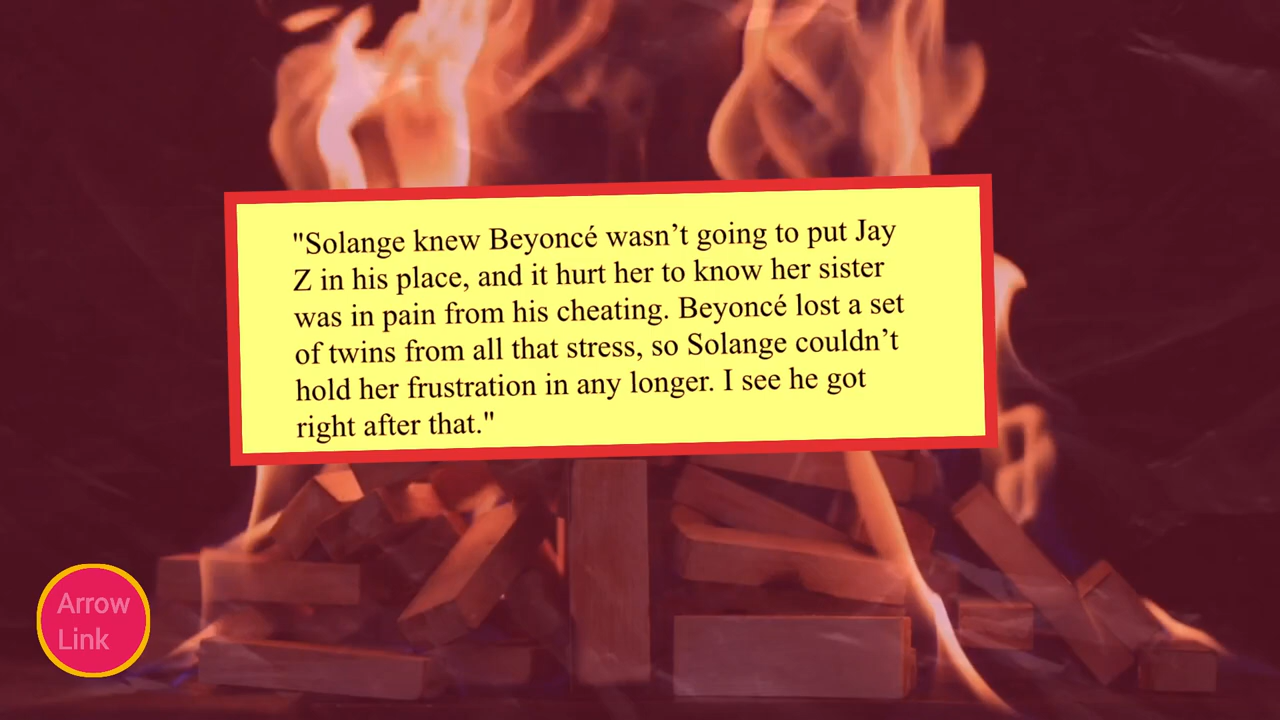 "Solange knew Beyoncé wasn’t going to put Jay
Z in his place, and it hurt her to know her sister
was in pain from his cheating. Beyoncé lost a set
of twins from all that stress, so Solange couldn’t
hold her frustration in any longer. I see he got
right after that."
Arrow
Link